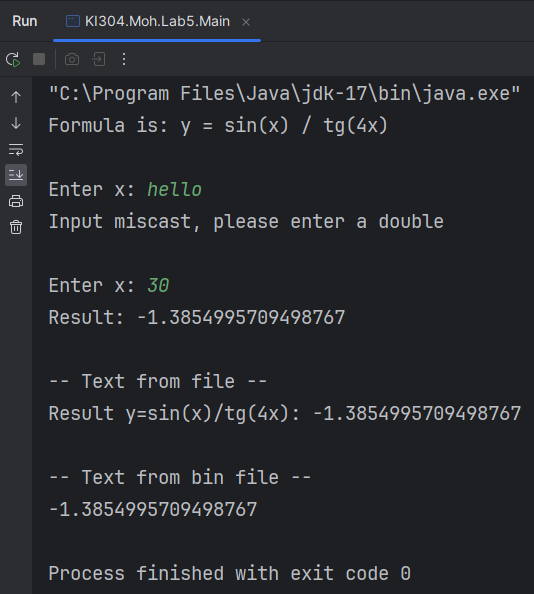 Run
KI304.Moh.Lab5.Main
"C:\Program Files\Java\jdk-17\bin\java.exe"
Formula is: y = sin(x) / tg(4x)
Enter x: hello
Input miscast, please enter a double
Enter x: 30
Result: -1.3854995709498767
-- Text from file --
Result y=sin(x)/tg(4x): -1.3854995709498767
-- Text from bin file --
-1.3854995709498767
Process finished with exit code 0